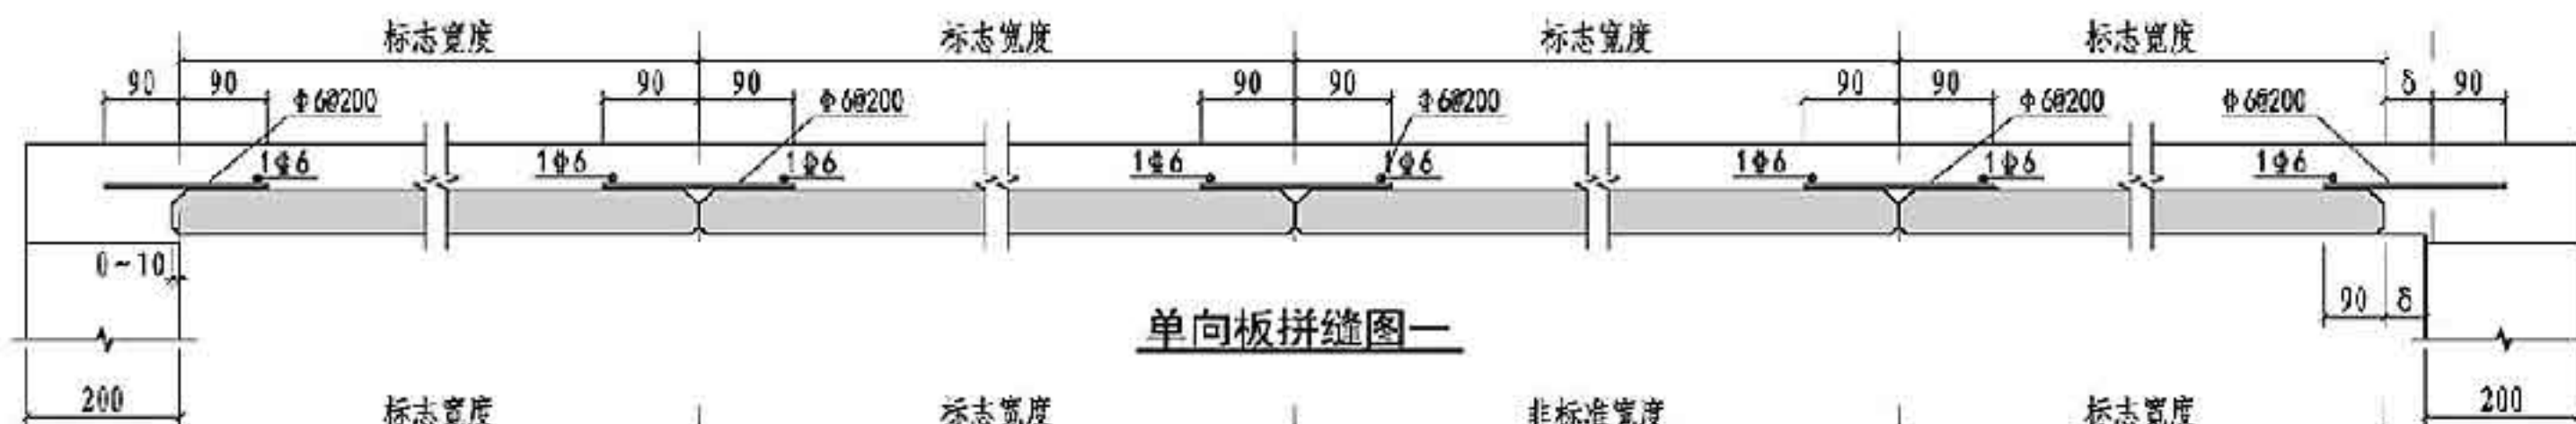 标志宽度 标志宽度 标志宽度 标志宽度
90 90 90 90 90 90 90 90 δ 90
Φ6@200 Φ6@200 Φ6@200 Φ6@200 Φ6@200
1Φ6 1Φ6 1Φ6 1Φ6 1Φ6 1Φ6 1Φ6 1Φ6
0~10
90 δ
单向板拼缝图一
200 200
标志宽度 标志宽度 非标准宽度 标志宽度